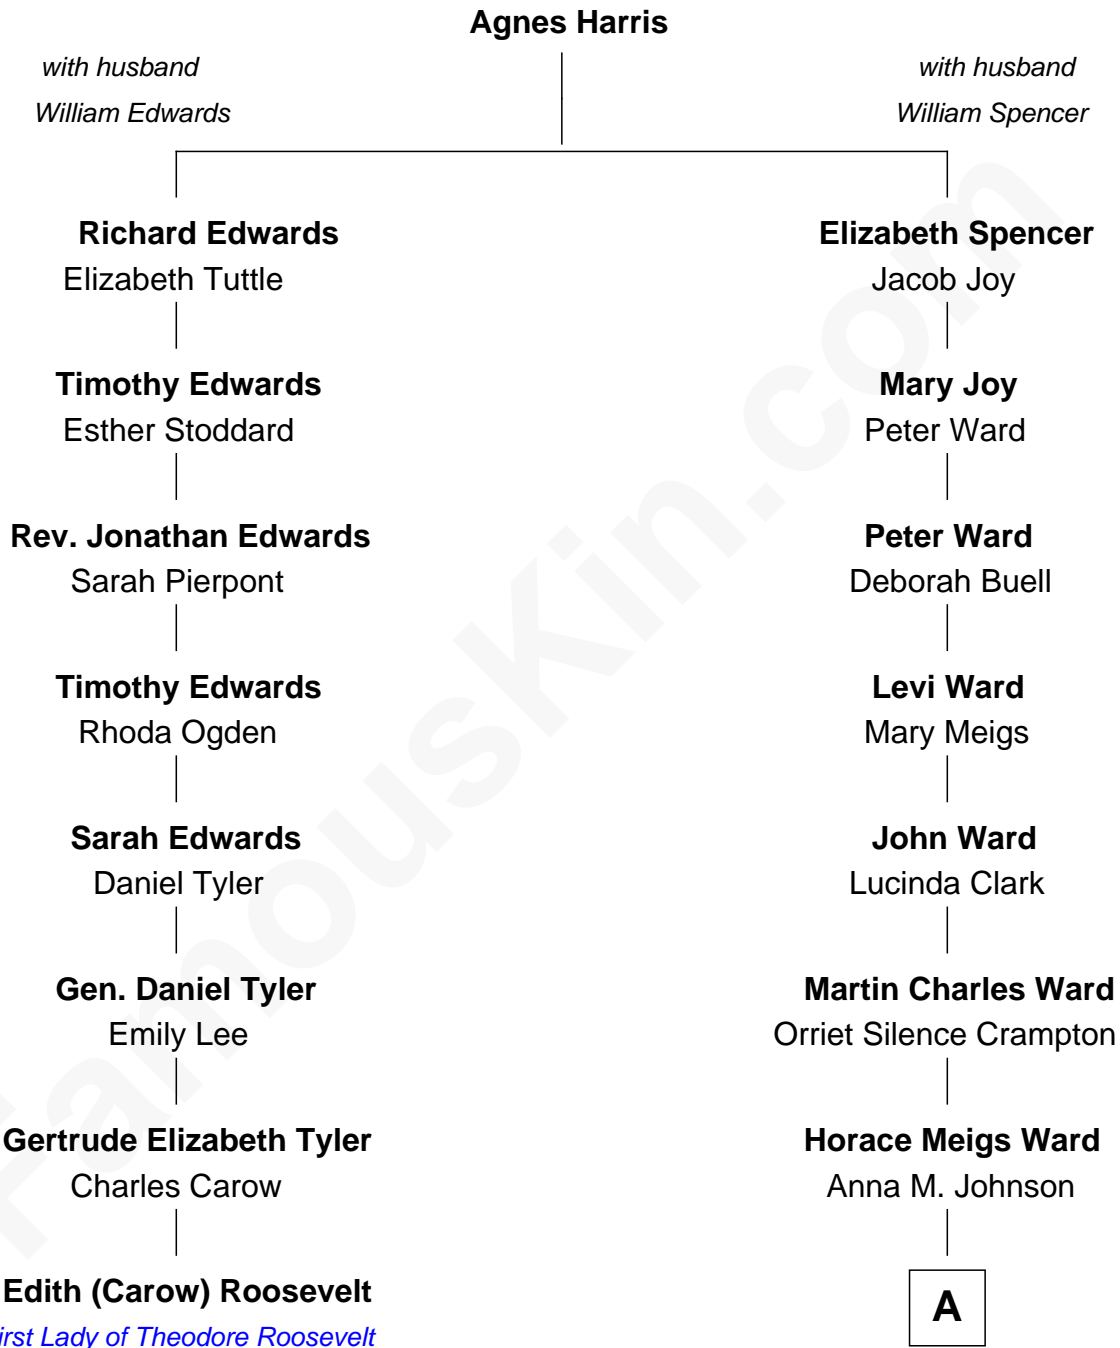 Agnes Harris
with husband
William Edwards
with husband
William Spencer
Richard Edwards
Elizabeth Tuttle
Elizabeth Spencer
Jacob Joy
Timothy Edwards
Esther Stoddard
Mary Joy
Peter Ward
Rev. Jonathan Edwards
Sarah Pierpont
Peter Ward
Deborah Buell
Timothy Edwards
Rhoda Ogden
Levi Ward
Mary Meigs
Sarah Edwards
Daniel Tyler
John Ward
Lucinda Clark
Gen. Daniel Tyler
Emily Lee
Martin Charles Ward
Orriet Silence Crampton
Gertrude Elizabeth Tyler
Charles Carow
Horace Meigs Ward
Anna M. Johnson
Edith (Carow) Roosevelt
First Lady of Theodore Roosevelt
A
FamousKin.com